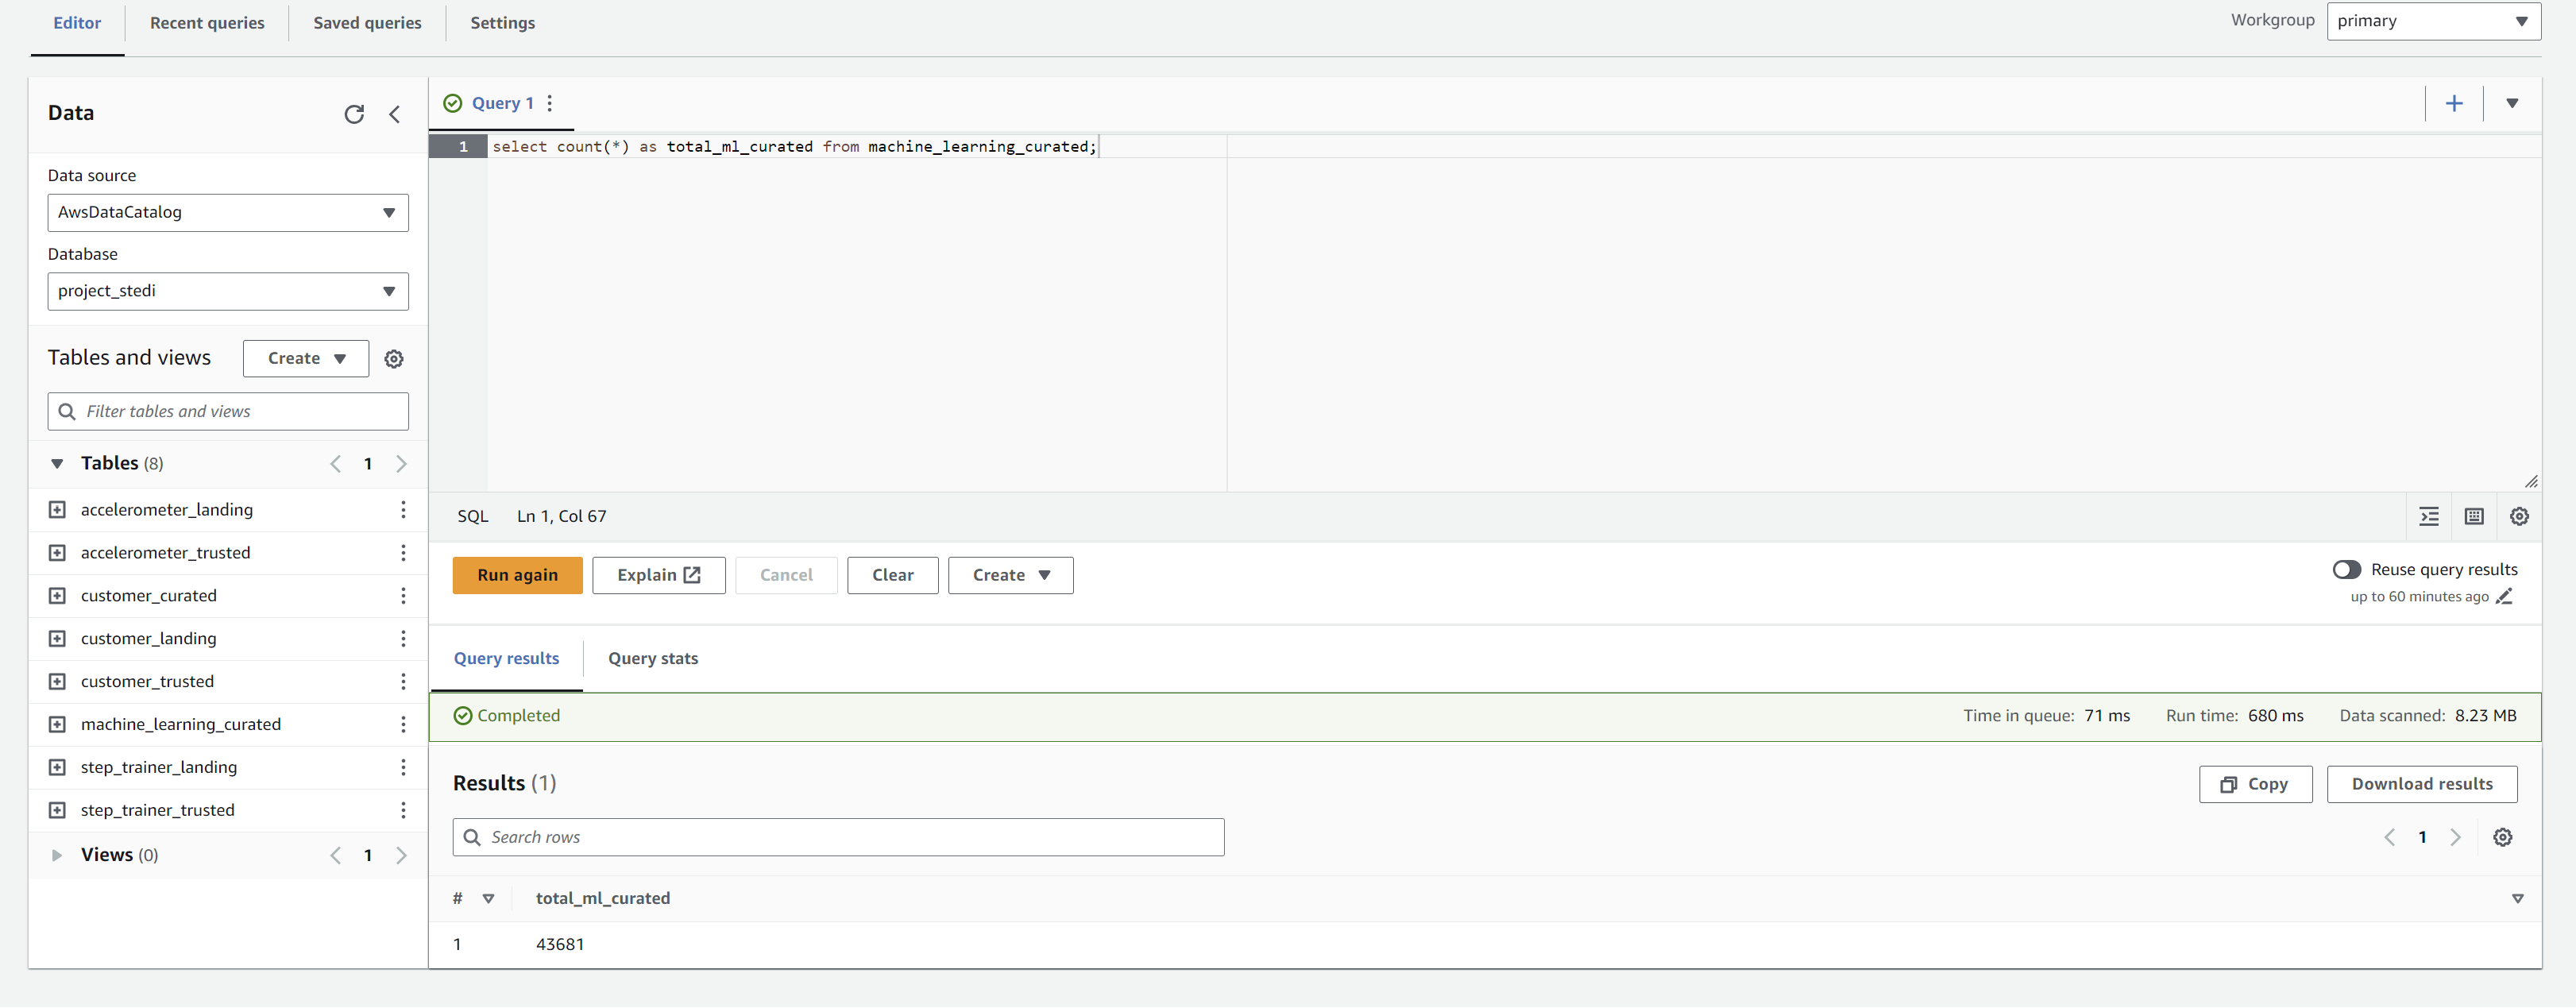 Editor Recent queries Saved queries Settings Workgroup primary
Data
Data source
AwsDataCatalog
Database
project_stedi
Tables and views Create
Filter tables and views
Tables (8) 1
accelerometer_landing
accelerometer_trusted
customer_curated
customer_landing
customer_trusted
machine_learning_curated
step_trainer_landing
step_trainer_trusted
Views (0) 1
Query 1
1 select count(*) as total_ml_curated from machine_learning_curated;
SQL Ln 1, Col 67
Run again Explain Cancel Clear Create Reuse query results
up to 60 minutes ago
Query results Query stats
Completed Time in queue: 71 ms Run time: 680 ms Data scanned: 8.23 MB
Results (1) Copy Download results
Search rows 1
# total_ml_curated
1 43681